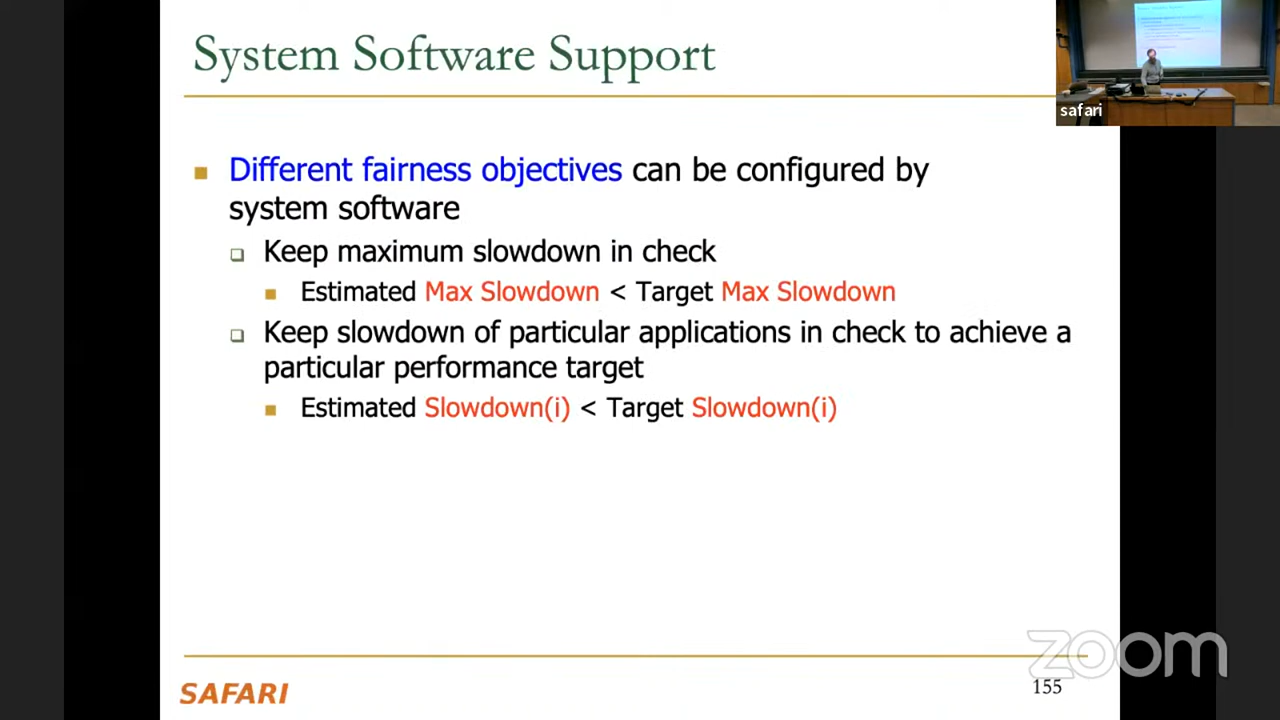 System Software Support
safari
Different fairness objectives can be configured by
system software
Keep maximum slowdown in check
Estimated Max Slowdown < Target Max Slowdown
Keep slowdown of particular applications in check to achieve a
particular performance target
Estimated Slowdown(i) < Target Slowdown(i)
zoom
SAFARI
155